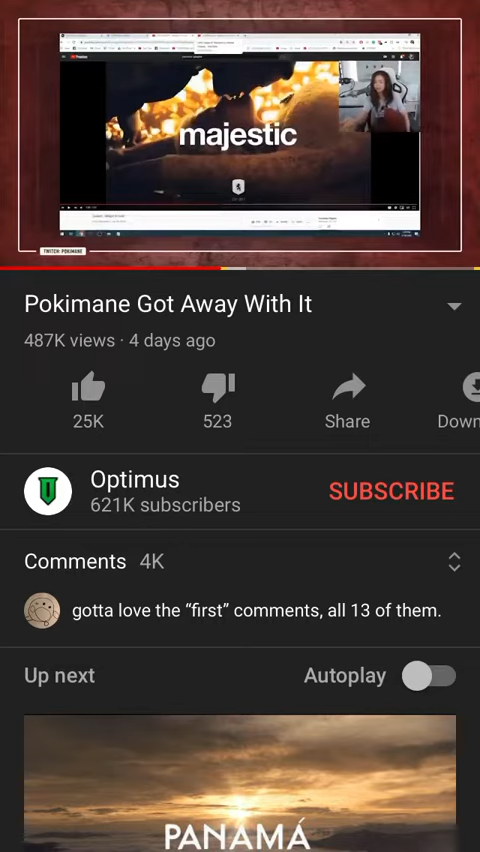 majestic
TWITCH POKIMANE
Pokimane Got Away With It
487K views · 4 days ago
25K
523
Share
Down
Optimus
621K subscribers
SUBSCRIBE
Comments 4K
gotta love the “first” comments, all 13 of them.
Up next
Autoplay
PANAMÁ